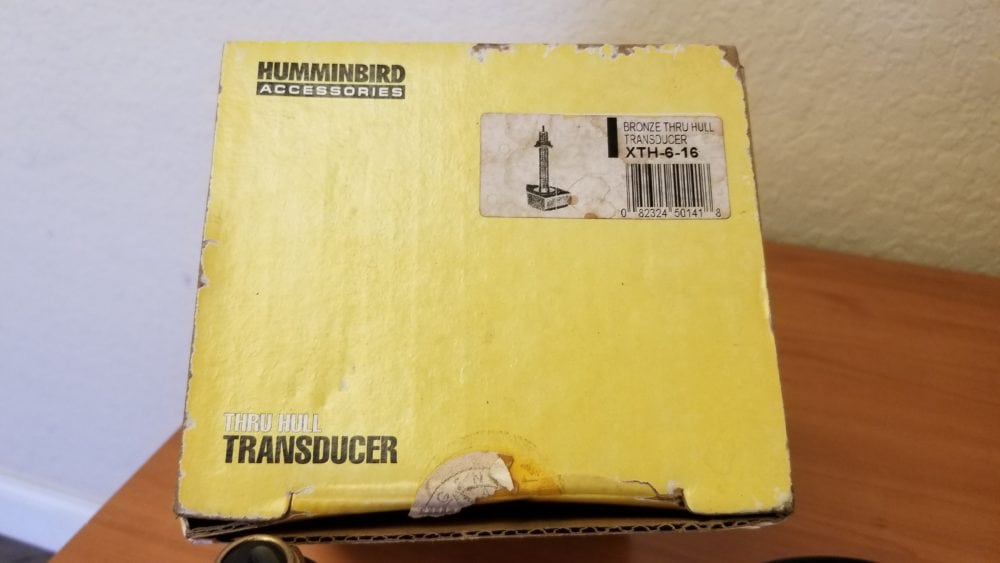 HUMMINBIRD
ACCESSORIES
BRONZE THRU HULL
TRANSDUCER
XTH-6-16
0 82324 50141 8
THRU HULL
TRANSDUCER